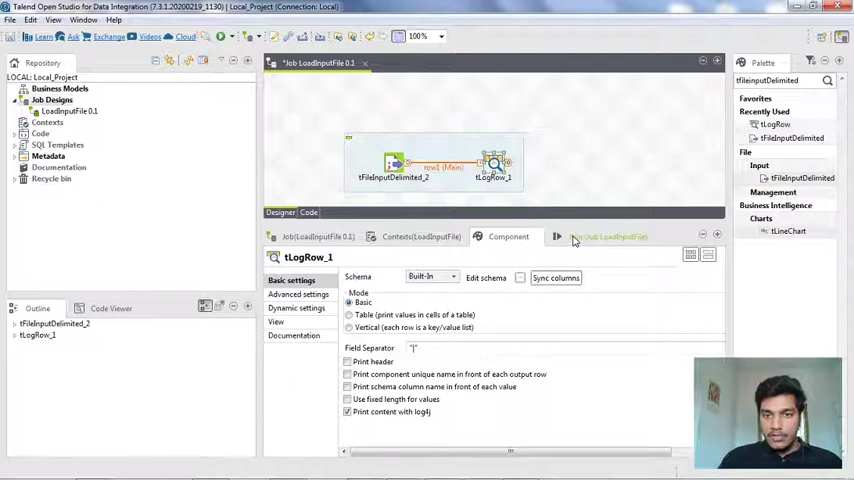 Talend Open Studio for Data Integration (7.3.1.20200219_1130) | Local_Project (Connection: Local)
File Edit View Window Help
Learn Ask Exchange Videos Cloud 100%
Repository
LOCAL: Local_Project
Business Models
Job Designs
LoadInputFile 0.1
Contexts
Code
SQL Templates
Metadata
Documentation
Recycle bin
Outline Code Viewer
tFileInputDelimited_2
tLogRow_1
*Job LoadInputFile 0.1
row1 (Main)
tFileInputDelimited_2 tLogRow_1
Designer Code
Job(LoadInputFile 0.1) Contexts(LoadInputFile) Component (Job LoadInputFile)
tLogRow_1
Basic settings
Advanced settings
Dynamic settings
View
Documentation
Schema Built-In Edit schema ... Sync columns
Mode
Basic
Table (print values in cells of a table)
Vertical (each row is a key/value list)
Field Separator "|"
Print header
Print component unique name in front of each output row
Print schema column name in front of each value
Use fixed length for values
Print content with log4j
Palette
tfileinputDelimited
Favorites
Recently Used
tLogRow
tFileInputDelimited
File
Input
tFileInputDelimited
Management
Business Intelligence
Charts
tLineChart